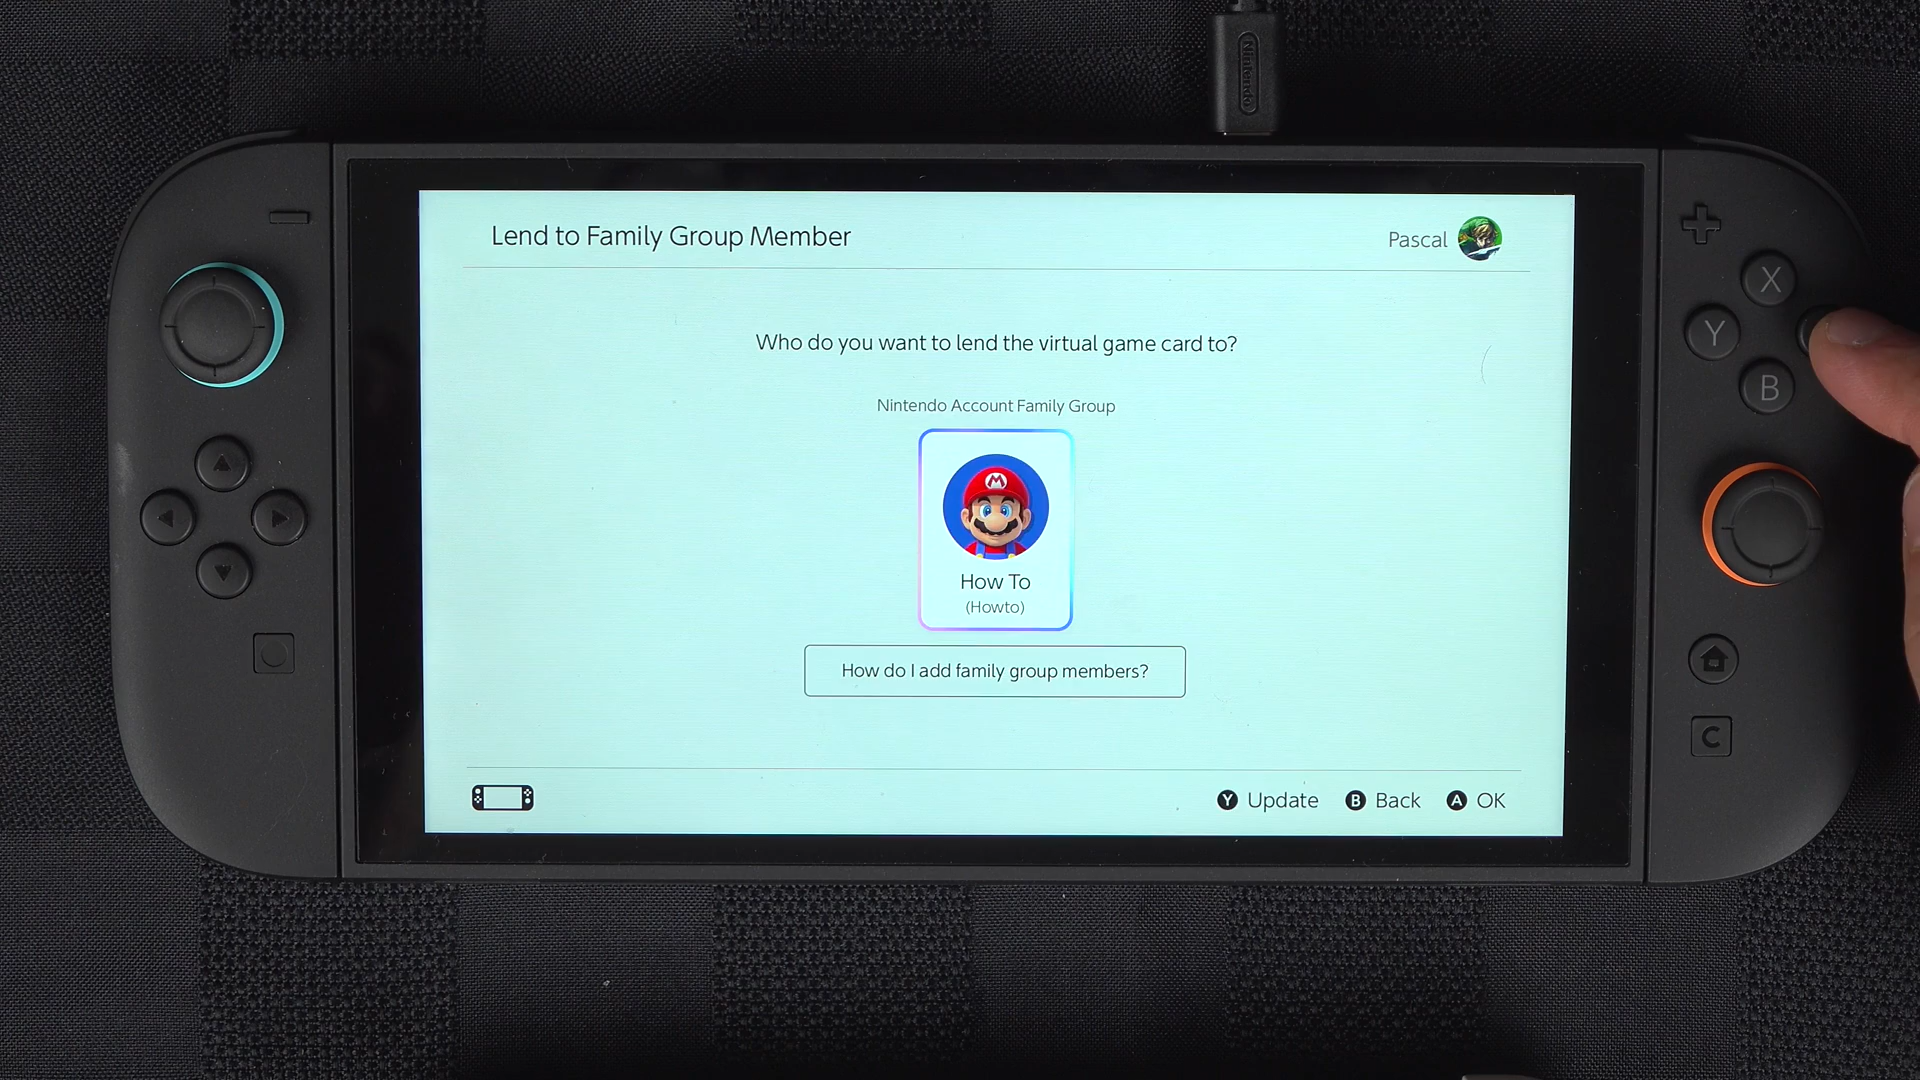 Nintendo
Lend to Family Group Member
Pascal
Who do you want to lend the virtual game card to?
Nintendo Account Family Group
M
How To
(Howto)
How do I add family group members?
Y Update
B Back
A OK
X
Y
B
C